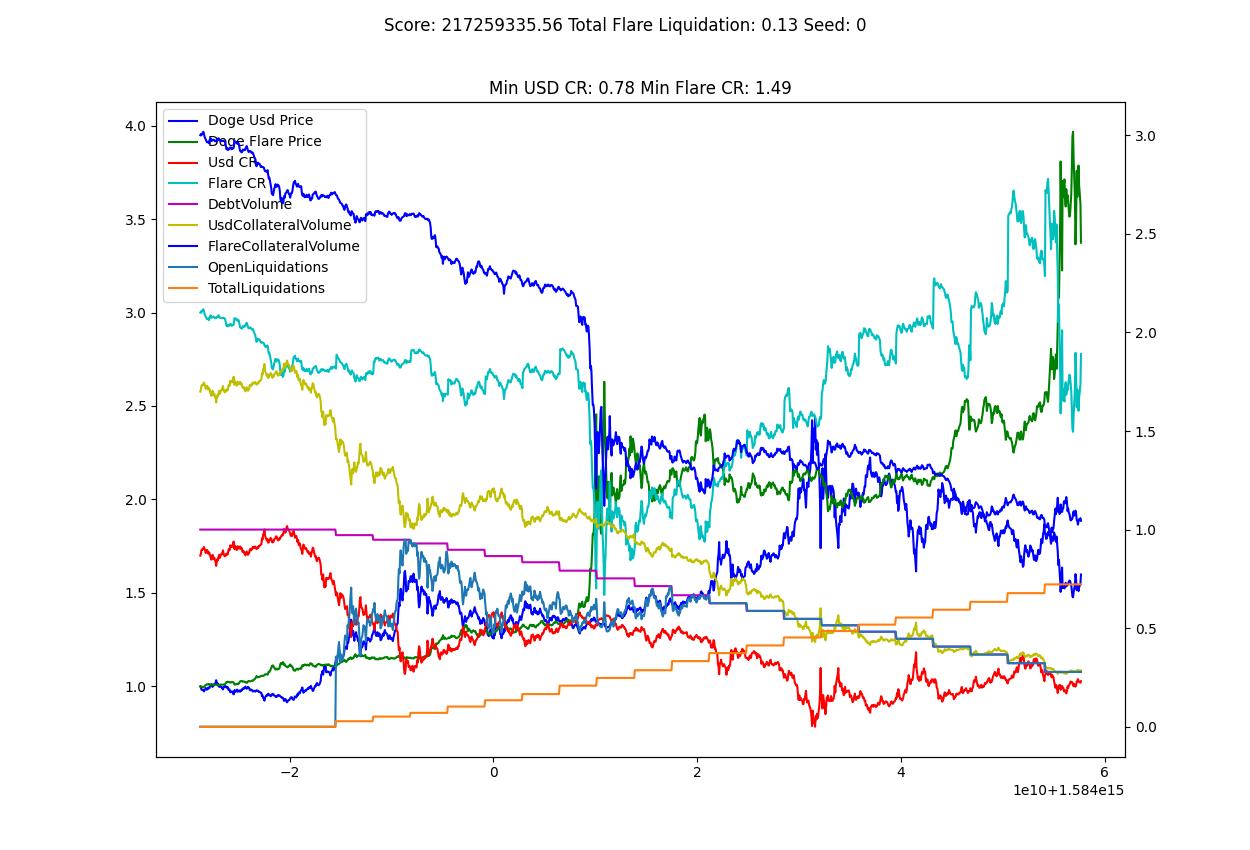 Score: 217259335.56 Total Flare Liquidation: 0.13 Seed: 0
Min USD CR: 0.78 Min Flare CR: 1.49
Doge Usd Price
Doge Flare Price
Usd CR
Flare CR
DebtVolume
UsdCollateralVolume
FlareCollateralVolume
OpenLiquidations
TotalLiquidations
4.0
3.5
3.0
2.5
2.0
1.5
1.0
3.0
2.5
2.0
1.5
1.0
0.5
0.0
−2 0 2 4 6
1e10+1.584e15